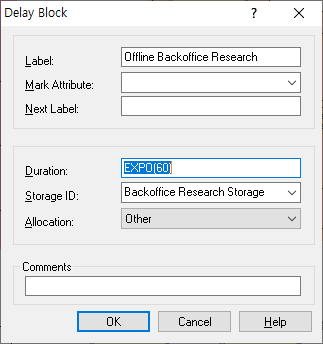 Delay Block
?
Label:
Offline Backoffice Research
Mark Attribute:
Next Label:
Duration:
EXPO(60)
Storage ID:
Backoffice Research Storage
Allocation:
Other
Comments
OK
Cancel
Help